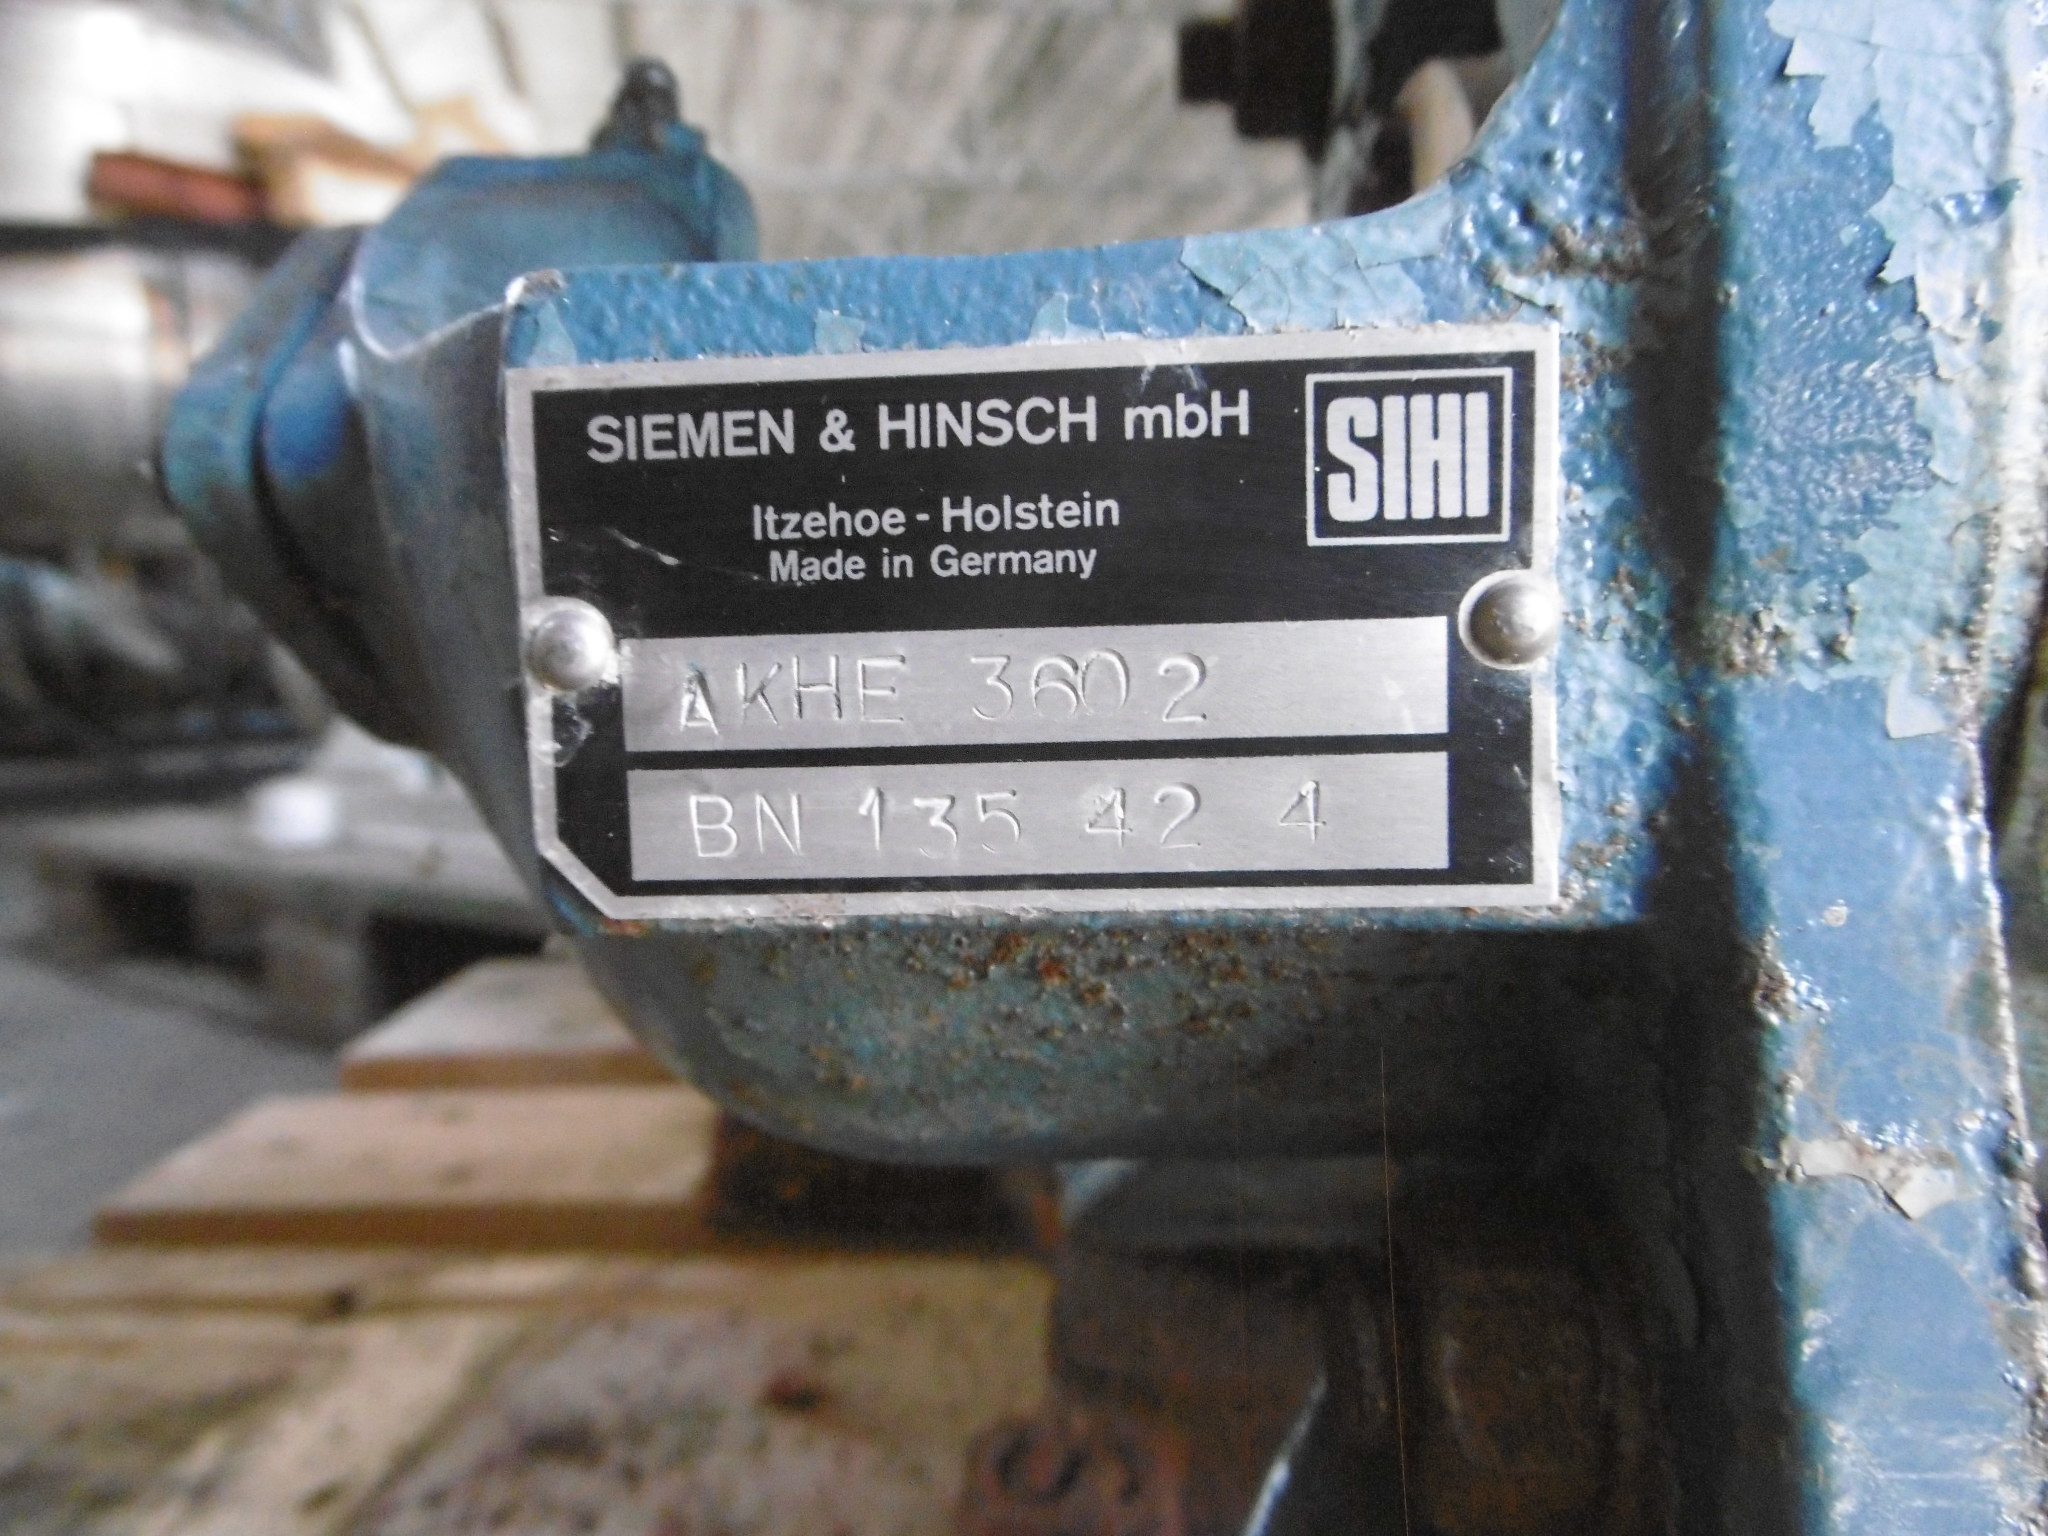 SIEMEN & HINSCH mbH
SIHI
Itzehoe - Holstein
Made in Germany
AKHE 3602
BN 135 42 4